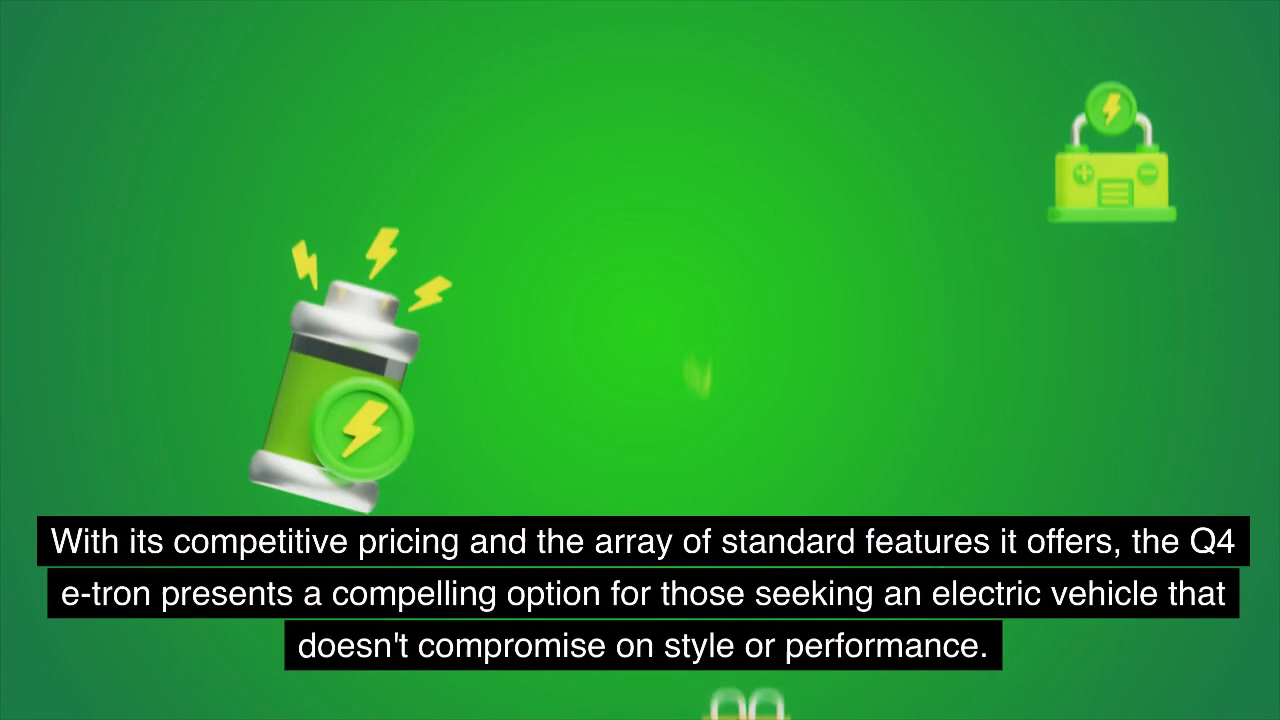 With its competitive pricing and the array of standard features it offers, the Q4
e-tron presents a compelling option for those seeking an electric vehicle that
doesn't compromise on style or performance.